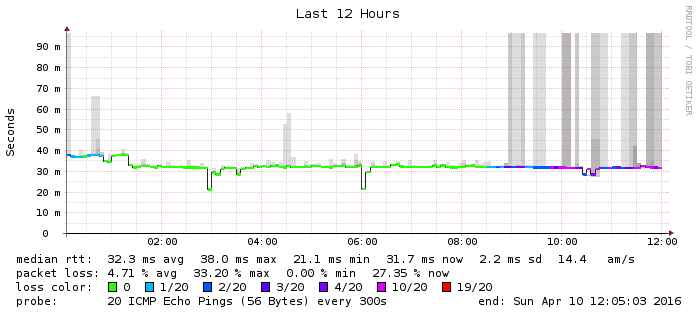 Last 12 Hours
RRDTOOL / TOBI OETIKER
Seconds
90 m
80 m
70 m
60 m
50 m
40 m
30 m
20 m
10 m
0
02:00 04:00 06:00 08:00 10:00 12:00
median rtt: 32.3 ms avg 38.0 ms max 21.1 ms min 31.7 ms now 2.2 ms sd 14.4 am/s
packet loss: 4.71 % avg 33.20 % max 0.00 % min 27.35 % now
loss color: 0 1/20 2/20 3/20 4/20 10/20 19/20
probe: 20 ICMP Echo Pings (56 Bytes) every 300s end: Sun Apr 10 12:05:03 2016